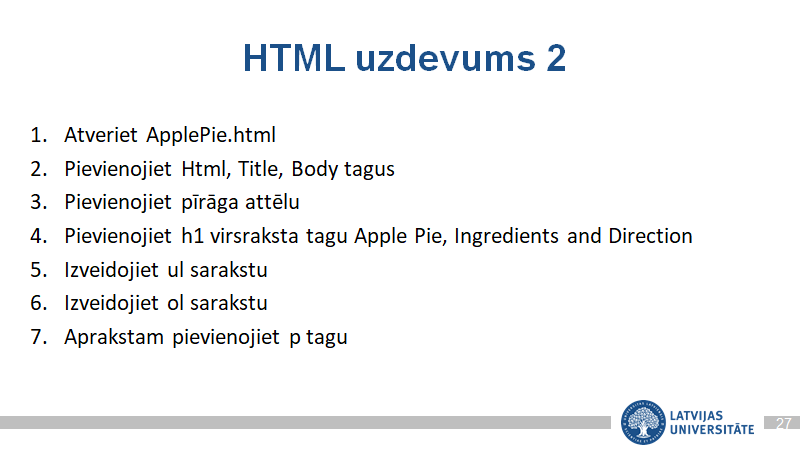 HTML uzdevums 2
1. Atveriet ApplePie.html
2. Pievienojiet Html, Title, Body tagus
3. Pievienojiet pīrāga attēlu
4. Pievienojiet h1 virsraksta tagu Apple Pie, Ingredients and Direction
5. Izveidojiet ul sarakstu
6. Izveidojiet ol sarakstu
7. Aprakstam pievienojiet p tagu
LATVIJAS
UNIVERSITĀTE
27